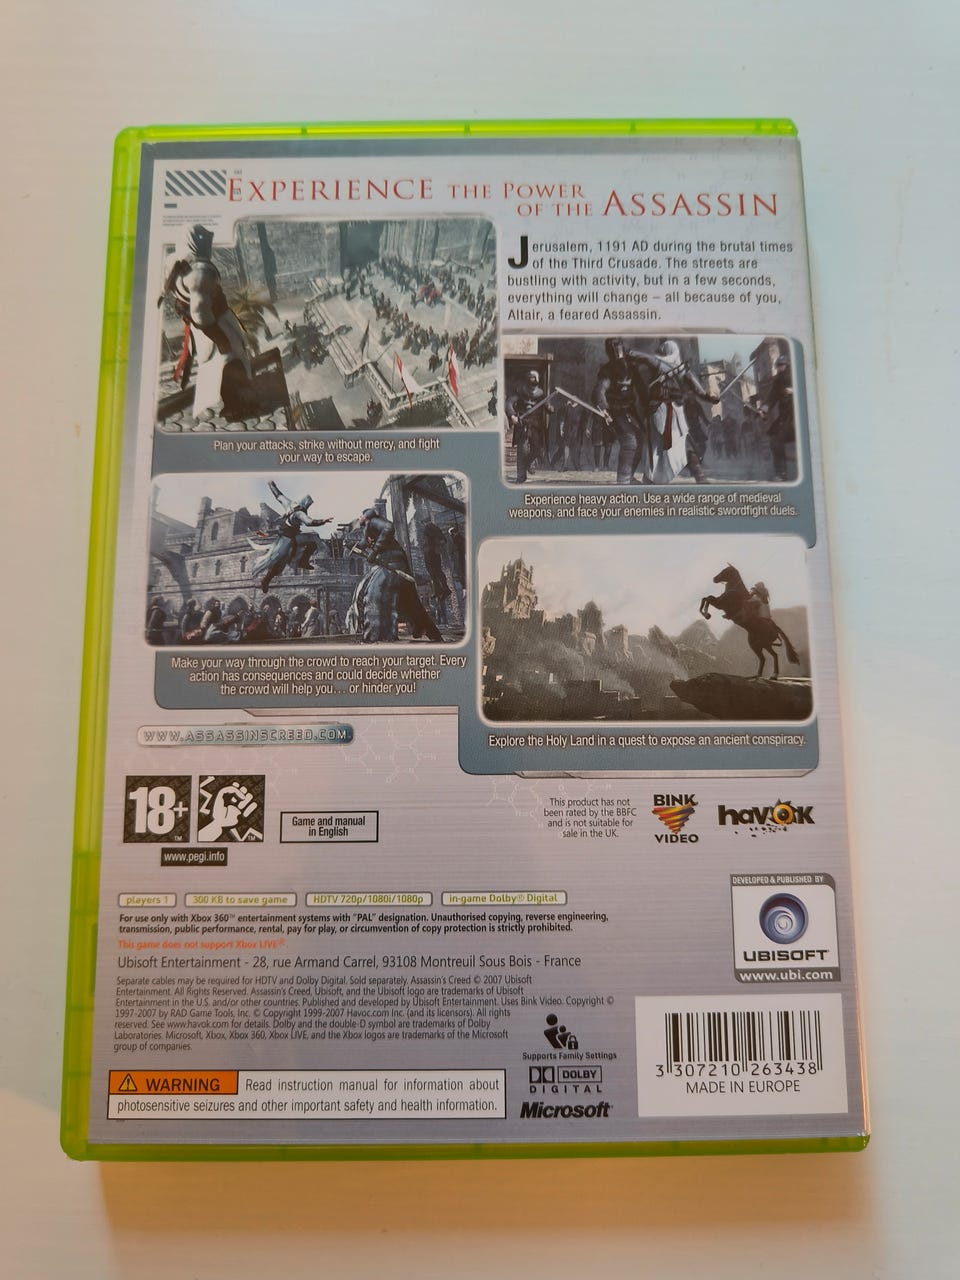 EXPERIENCE THE POWER
OF THE ASSASSIN
Jerusalem, 1191 AD during the brutal times
of the Third Crusade. The streets are
bustling with activity, but in a few seconds,
everything will change – all because of you,
Altair, a feared Assassin.
Plan your attacks, strike without mercy, and fight
your way to escape.
Experience heavy action. Use a wide range of medieval
weapons, and face your enemies in realistic swordfight duels.
Make your way through the crowd to reach your target. Every
action has consequences and could decide whether
the crowd will help you... or hinder you!
Explore the Holy Land in a quest to expose an ancient conspiracy.
WWW.ASSASSINSCREED.COM
18+
TM
TM
www.pegi.info
Game and manual
in English
This product has not
been rated by the BBFC
and is not suitable for
sale in the UK.
BINK
VIDEO
havok
players 1
300 KB to save game
HDTV 720p/1080i/1080p
in-game Dolby® Digital
For use only with Xbox 360™ entertainment systems with "PAL" designation. Unauthorised copying, reverse engineering,
transmission, public performance, rental, pay for play, or circumvention of copy protection is strictly prohibited.
This game does not support Xbox LIVE®.
Ubisoft Entertainment - 28, rue Armand Carrel, 93108 Montreuil Sous Bois - France
Separate cables may be required for HDTV and Dolby Digital. Sold separately. Assassin's Creed © 2007 Ubisoft
Entertainment. All Rights Reserved. Assassin's Creed, Ubisoft, and the Ubisoft logo are trademarks of Ubisoft
Entertainment in the U.S. and/or other countries. Published and developed by Ubisoft Entertainment. Uses Bink Video. Copyright ©
1997-2007 by RAD Game Tools, Inc. © Copyright 1999-2007 Havoc.com Inc. (and its licensors). All rights
reserved. See www.havok.com for details. Dolby and the double-D symbol are trademarks of Dolby
Laboratories. Microsoft, Xbox, Xbox 360, Xbox LIVE, and the Xbox logos are trademarks of the Microsoft
group of companies.
DEVELOPED & PUBLISHED BY
UBISOFT
www.ubi.com
Supports Family Settings
DOLBY
DIGITAL
Microsoft®
WARNING Read instruction manual for information about
photosensitive seizures and other important safety and health information.
3 307210 263438
MADE IN EUROPE